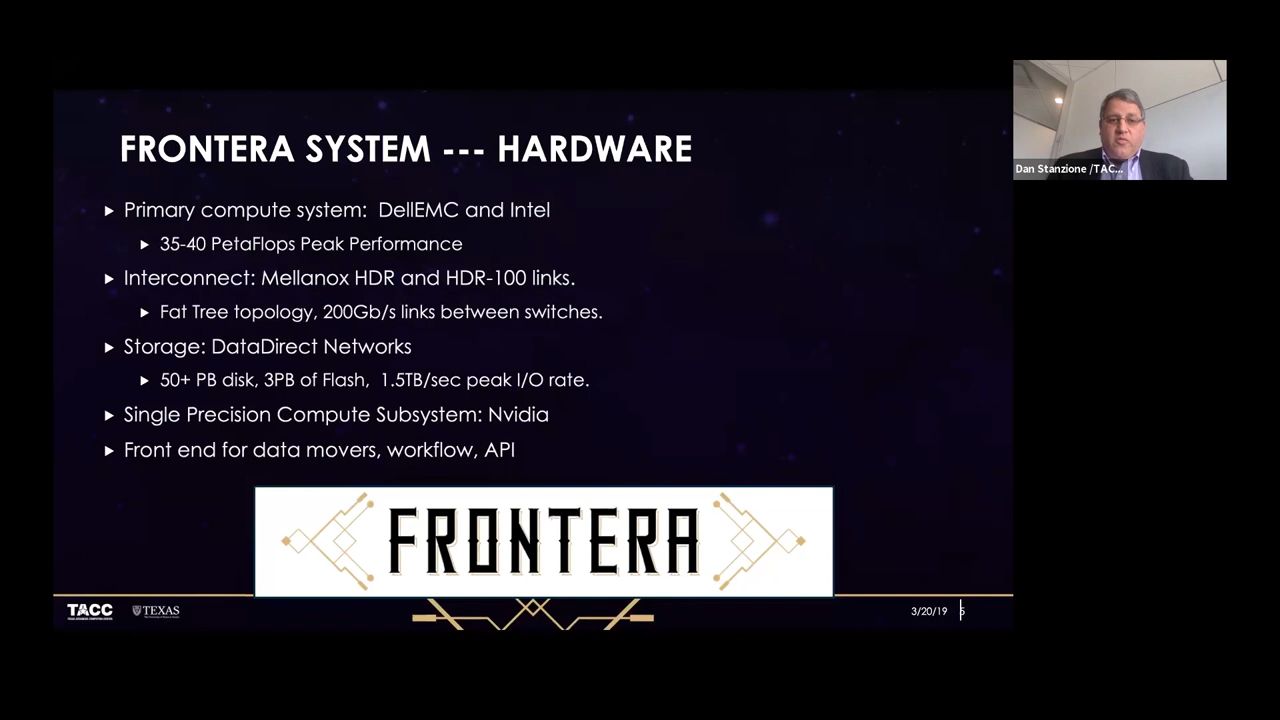 FRONTERA SYSTEM --- HARDWARE
Primary compute system: DellEMC and Intel
35-40 PetaFlops Peak Performance
Interconnect: Mellanox HDR and HDR-100 links.
Fat Tree topology, 200Gb/s links between switches.
Storage: DataDirect Networks
50+ PB disk, 3PB of Flash, 1.5TB/sec peak I/O rate.
Single Precision Compute Subsystem: Nvidia
Front end for data movers, workflow, API
FRONTERA
TACC
TEXAS
3/20/19 5
Dan Stanzione /TAC...